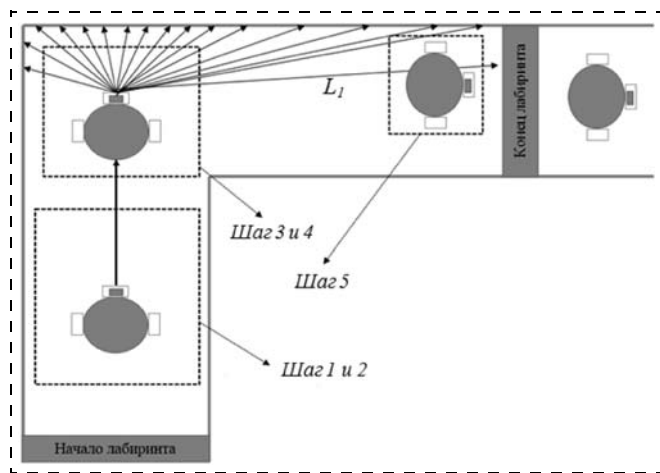 L1
Конец лабиринта
Шаг 3 и 4
Шаг 5
Шаг 1 и 2
Начало лабиринта